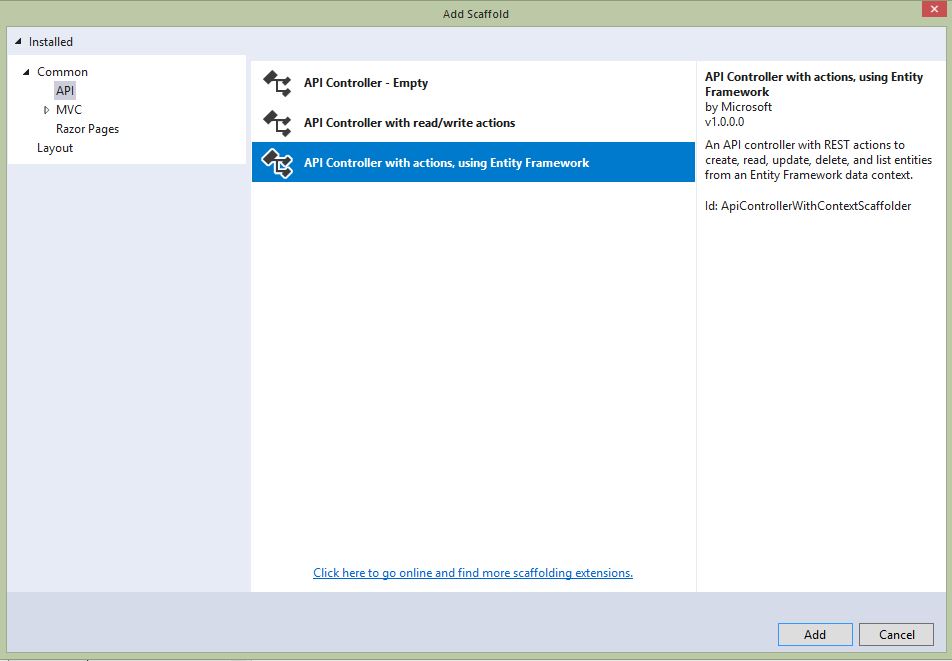 Add Scaffold
Installed
Common
API
MVC
Razor Pages
Layout
API Controller - Empty
API Controller with read/write actions
API Controller with actions, using Entity Framework
Click here to go online and find more scaffolding extensions.
API Controller with actions, using Entity
Framework
by Microsoft
v1.0.0.0
An API controller with REST actions to
create, read, update, delete, and list entities
from an Entity Framework data context.
Id: ApiControllerWithContextScaffolder
Add
Cancel